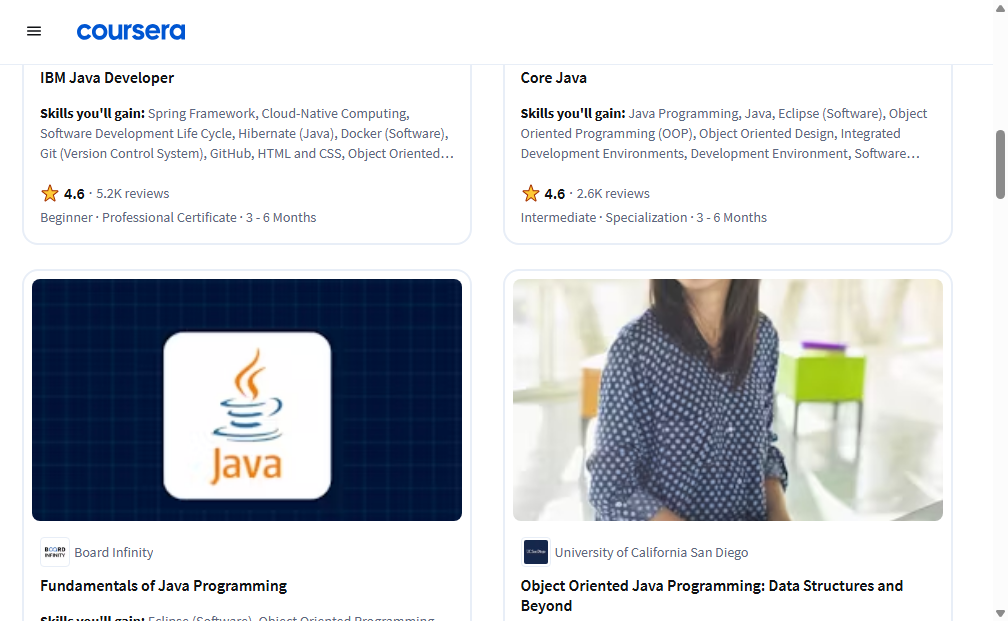 coursera
IBM Java Developer
Skills you'll gain: Spring Framework, Cloud-Native Computing,
Software Development Life Cycle, Hibernate (Java), Docker (Software),
Git (Version Control System), GitHub, HTML and CSS, Object Oriented…
4.6 · 5.2K reviews
Beginner · Professional Certificate · 3 - 6 Months
Core Java
Skills you'll gain: Java Programming, Java, Eclipse (Software), Object
Oriented Programming (OOP), Object Oriented Design, Integrated
Development Environments, Development Environment, Software…
4.6 · 2.6K reviews
Intermediate · Specialization · 3 - 6 Months
Java
BOARD
INFINITY
Board Infinity
Fundamentals of Java Programming
Skills you'll gain: Eclipse (Software), Object Oriented Programming
UC San Diego
University of California San Diego
Object Oriented Java Programming: Data Structures and
Beyond